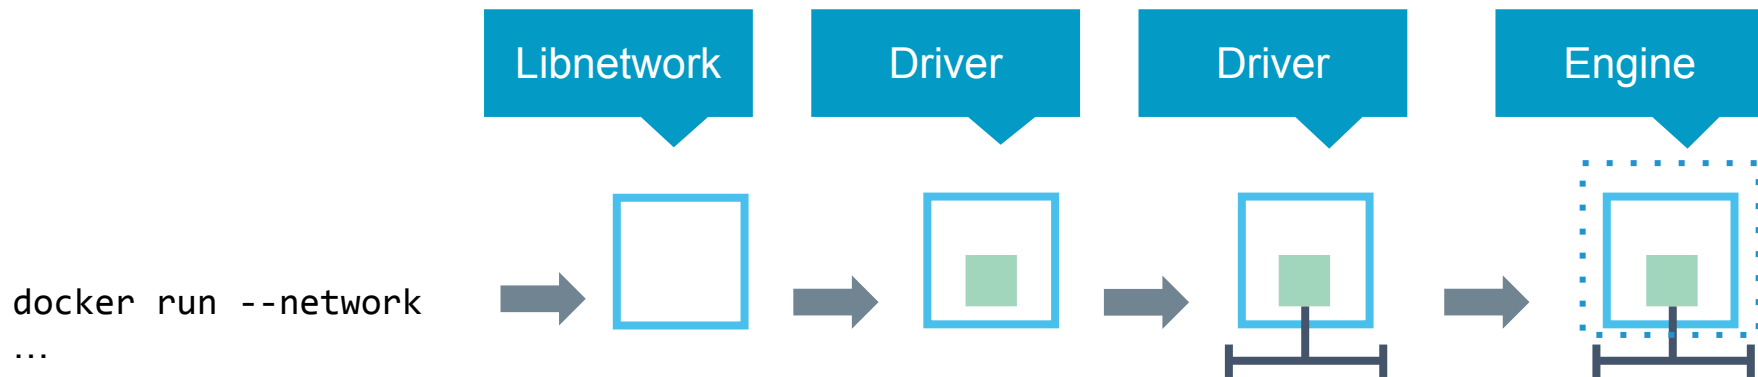 Libnetwork
Driver
Driver
Engine
docker run --network
…